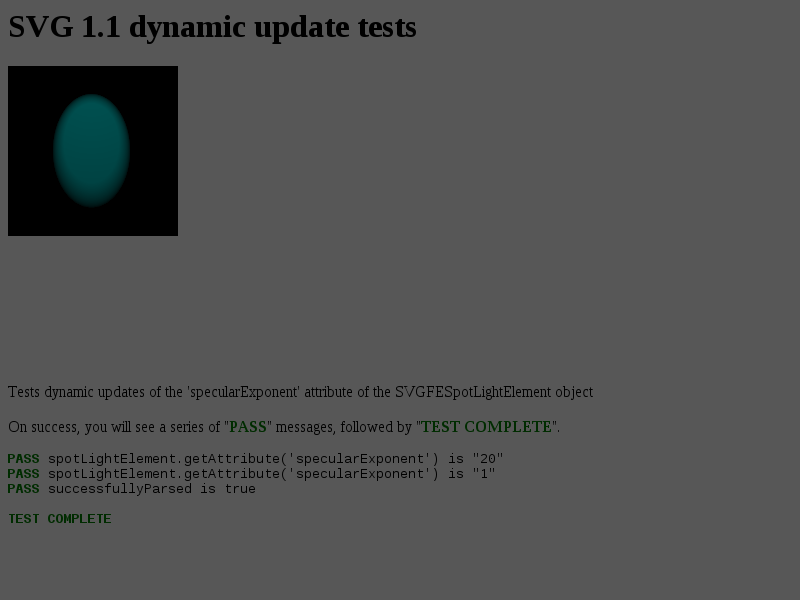 SVG 1.1 dynamic update tests
Tests dynamic updates of the 'specularExponent' attribute of the SVGFESpotLightElement object
On success, you will see a series of "PASS" messages, followed by "TEST COMPLETE".
PASS spotLightElement.getAttribute('specularExponent') is "20"
PASS spotLightElement.getAttribute('specularExponent') is "1"
PASS successfullyParsed is true
TEST COMPLETE